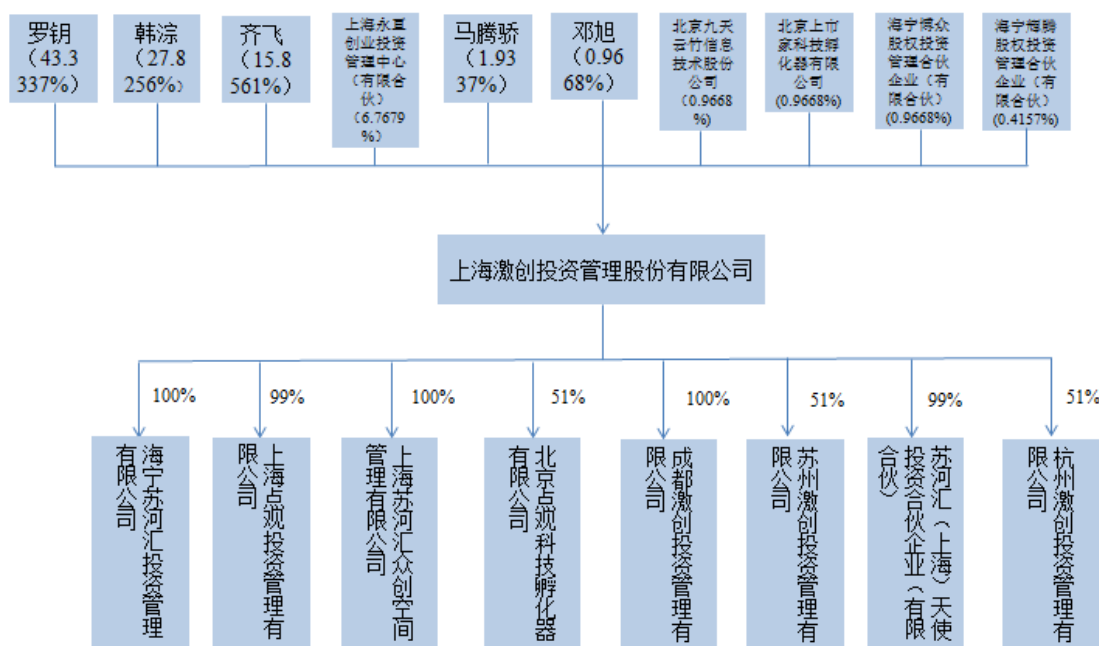 罗钥
（43.3
337%）
韩淙
（27.8
256%）
齐飞
（15.8
561%）
上海永宣
创业投资
管理中心
（有限合
伙）
（6.7679
%）
马腾骄
（1.93
37%）
邓旭
（0.96
68%）
北京九天
云竹信息
技术股份
公司
（0.9668
%）
北京上市
家科技孵
化器有限
公司
(0.9668%)
海宁博众
股权投资
管理合伙
企业（有
限合伙）
(0.9668%)
海宁翱腾
股权投资
管理合伙
企业（有
限合伙）
(0.4157%)
上海激创投资管理股份有限公司
100%
99%
100%
51%
100%
51%
99%
51%
海宁苏河汇投资管理
有限公司
上海点观投资管理有
限公司
上海苏河汇众创空间
管理有限公司
北京点观科技孵化器
有限公司
成都激创投资管理有
限公司
苏州激创投资管理有
限公司
苏河汇（上海）天使
投资合伙企业（有限
合伙）
杭州激创投资管理有
限公司